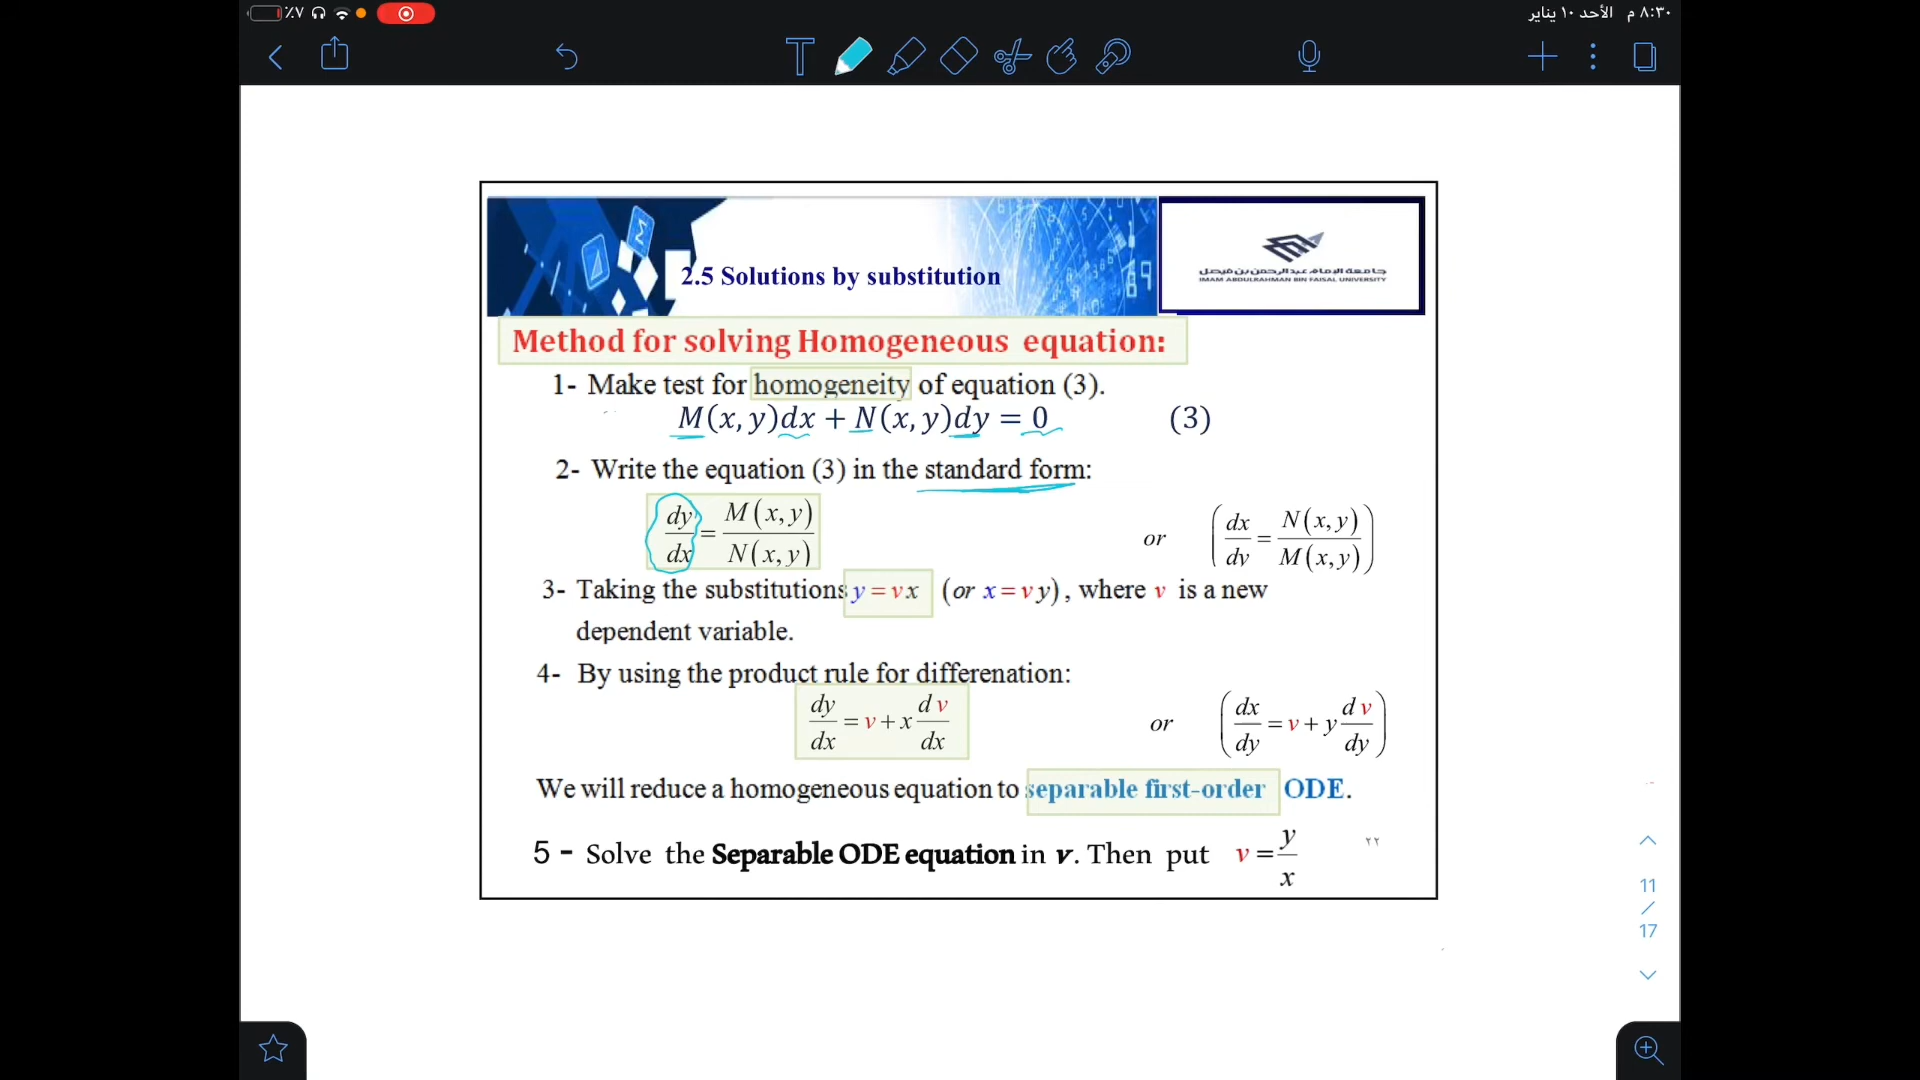 ٪٧
٨:٣٠ م الأحد ١٠ يناير
2.5 Solutions by substitution
جامعة الإمام عبد الرحمن بن فيصل
IMAM ABDULRAHMAN BIN FAISAL UNIVERSITY
Method for solving Homogeneous equation:
1- Make test for homogeneity of equation (3).
M(x, y)dx + N(x, y)dy = 0 (3)
2- Write the equation (3) in the standard form:
dy/dx = M(x, y)/N(x, y) or (dx/dy = N(x, y)/M(x, y))
3- Taking the substitutions y = vx (or x = vy), where v is a new
dependent variable.
4- By using the product rule for differenation:
dy/dx = v + x dv/dx or (dx/dy = v + y dv/dy)
We will reduce a homogeneous equation to separable first-order ODE.
5 - Solve the Separable ODE equation in v. Then put v = y/x
٢٢
11
/
17